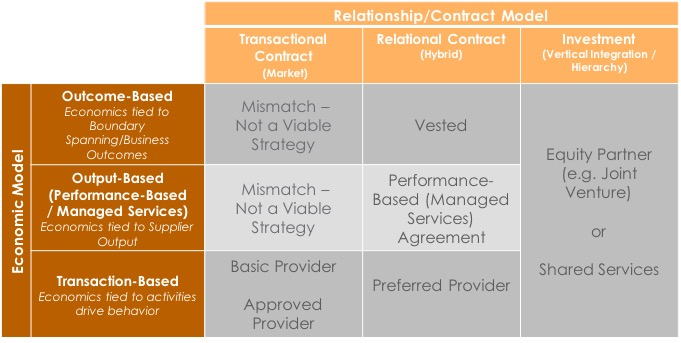 Relationship/Contract Model
Transactional
Contract
(Market)
Relational Contract
(Hybrid)
Investment
(Vertical Integration /
Hierarchy)
Economic Model
Outcome-Based
Economics tied to
Boundary
Spanning/Business
Outcomes
Mismatch –
Not a Viable
Strategy
Vested
Equity Partner
(e.g. Joint
Venture)
or
Shared Services
Output-Based
(Performance-Based
/ Managed Services)
Economics tied to Supplier
Output
Mismatch –
Not a Viable
Strategy
Performance-
Based (Managed
Services)
Agreement
Transaction-Based
Economics tied to activities
drive behavior
Basic Provider
Approved
Provider
Preferred Provider